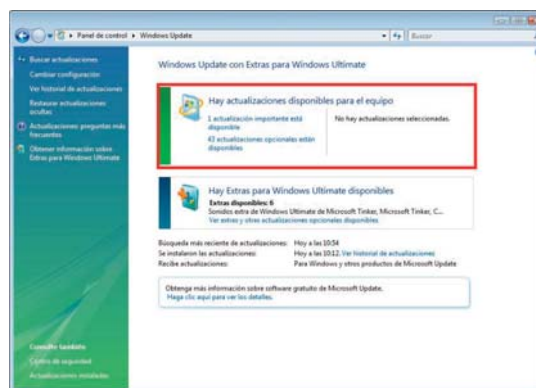 Panel de control ▸ Windows Update
Buscar
Buscar actualizaciones
Cambiar configuración
Ver historial de actualizaciones
Restaurar actualizaciones
ocultas
Actualizaciones: preguntas más
frecuentes
Obtener información sobre
Extras para Windows Ultimate
Windows Update con Extras para Windows Ultimate
Hay actualizaciones disponibles para el equipo
1 actualización importante está
disponible
43 actualizaciones opcionales están
disponibles
No hay actualizaciones seleccionadas.
Hay Extras para Windows Ultimate disponibles
Extras disponibles: 6
Sonidos extra de Windows Ultimate de Microsoft Tinker, Microsoft Tinker, C...
Ver extras y otras actualizaciones opcionales disponibles
Búsqueda más reciente de actualizaciones: Hoy a las 10:54
Se instalaron las actualizaciones: Hoy a las 10:12. Ver historial de actualizaciones
Recibe actualizaciones: Para Windows y otros productos de Microsoft Update
Obtenga más información sobre software gratuito de Microsoft Update.
Haga clic aquí para ver los detalles.
Consulte también
Centro de seguridad
Actualizaciones instaladas